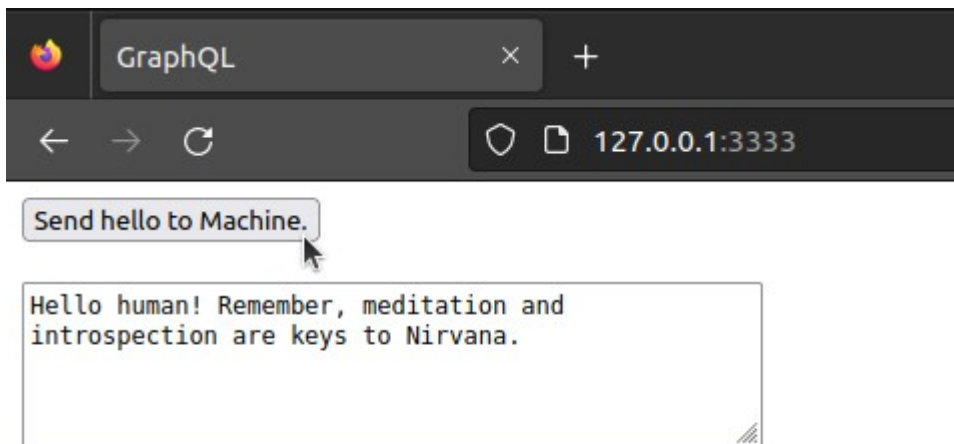 GraphQL
127.0.0.1:3333
Send hello to Machine.
Hello human! Remember, meditation and
introspection are keys to Nirvana.